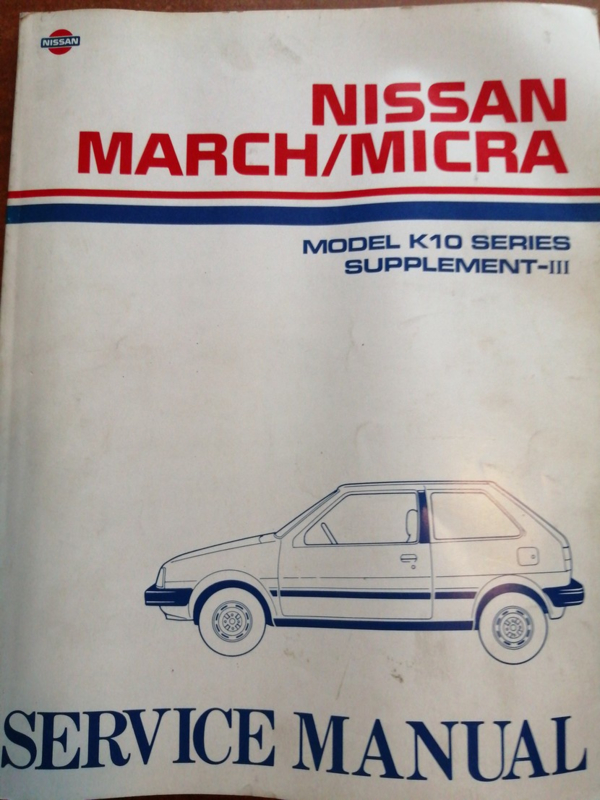 NISSAN
NISSAN
MARCH/MICRA
MODEL K10 SERIES
SUPPLEMENT-III
SERVICE MANUAL